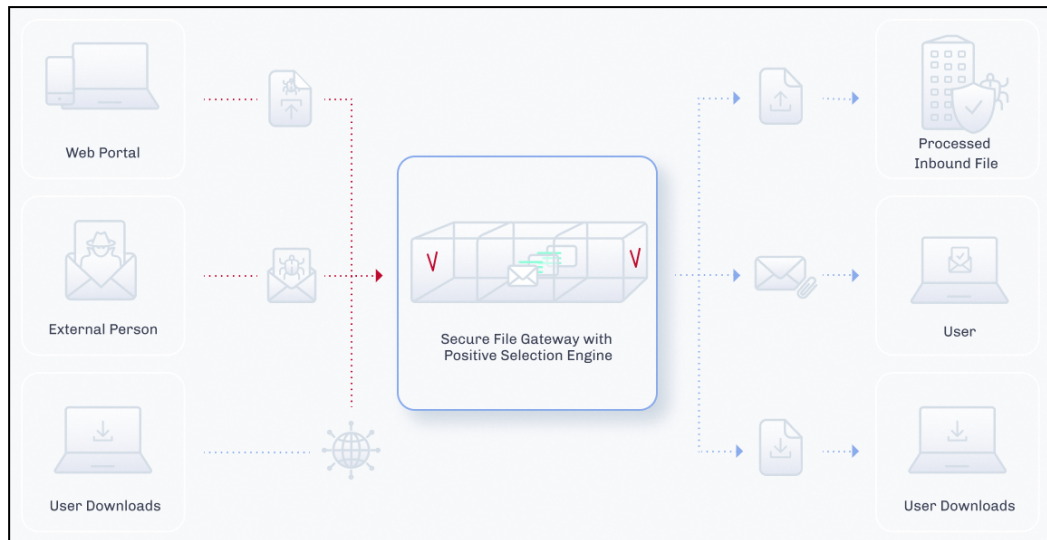 Web Portal
External Person
User Downloads
V
V
Secure File Gateway with
Positive Selection Engine
Processed
Inbound File
User
User Downloads